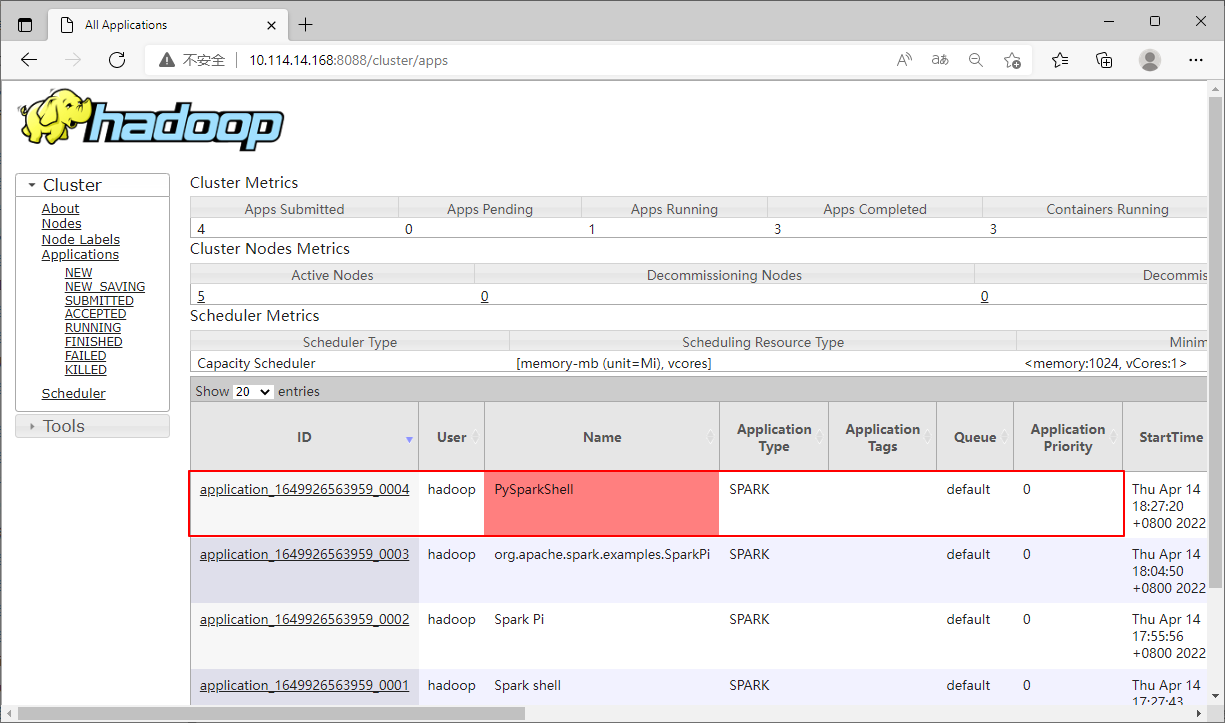 All Applications
不安全 10.114.14.168:8088/cluster/apps
hadoop
Cluster
About
Nodes
Node Labels
Applications
NEW
NEW_SAVING
SUBMITTED
ACCEPTED
RUNNING
FINISHED
FAILED
KILLED
Scheduler
Tools
Cluster Metrics
Apps Submitted Apps Pending Apps Running Apps Completed Containers Running
4 0 1 3 3
Cluster Nodes Metrics
Active Nodes Decommissioning Nodes Decommis
5 0 0
Scheduler Metrics
Scheduler Type Scheduling Resource Type Minim
Capacity Scheduler [memory-mb (unit=Mi), vcores] <memory:1024, vCores:1>
Show 20 entries
ID User Name Application Type Application Tags Queue Application Priority StartTime
application_1649926563959_0004 hadoop PySparkShell SPARK default 0 Thu Apr 14
18:27:20
+0800 2022
application_1649926563959_0003 hadoop org.apache.spark.examples.SparkPi SPARK default 0 Thu Apr 14
18:04:50
+0800 2022
application_1649926563959_0002 hadoop Spark Pi SPARK default 0 Thu Apr 14
17:55:56
+0800 2022
application_1649926563959_0001 hadoop Spark shell SPARK default 0 Thu Apr 14
17:27:43